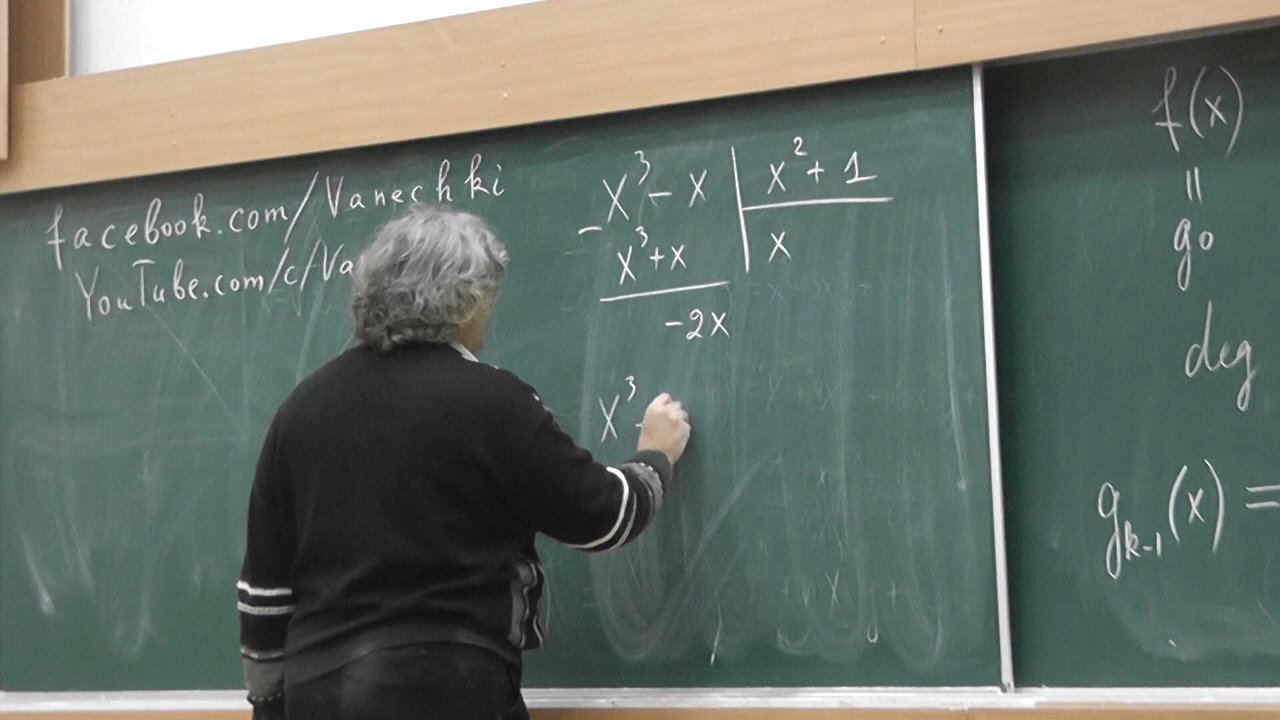 facebook.com/Vanechki
YouTube.com/c/Va
x³ - x | x² + 1
- x³ + x | x
-2x
x³ -
f(x)
=
g₀
deg
gₖ₋₁(x) =